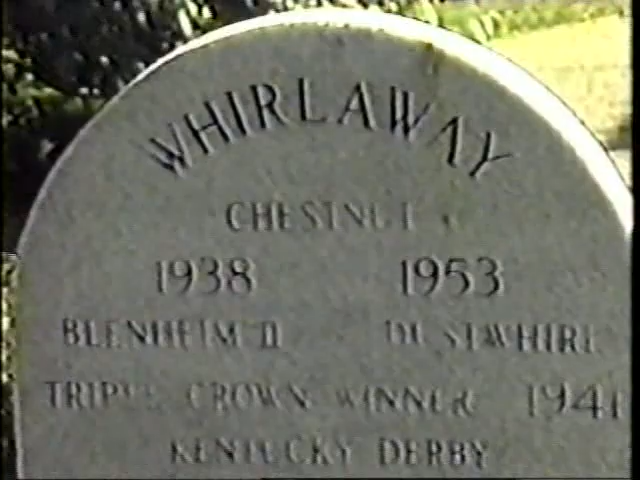 WHIRLAWAY
CHESTNUT
1938 1953
BLENHEIM II DUSTWHIRL
TRIPLE CROWN WINNER 1941
KENTUCKY DERBY